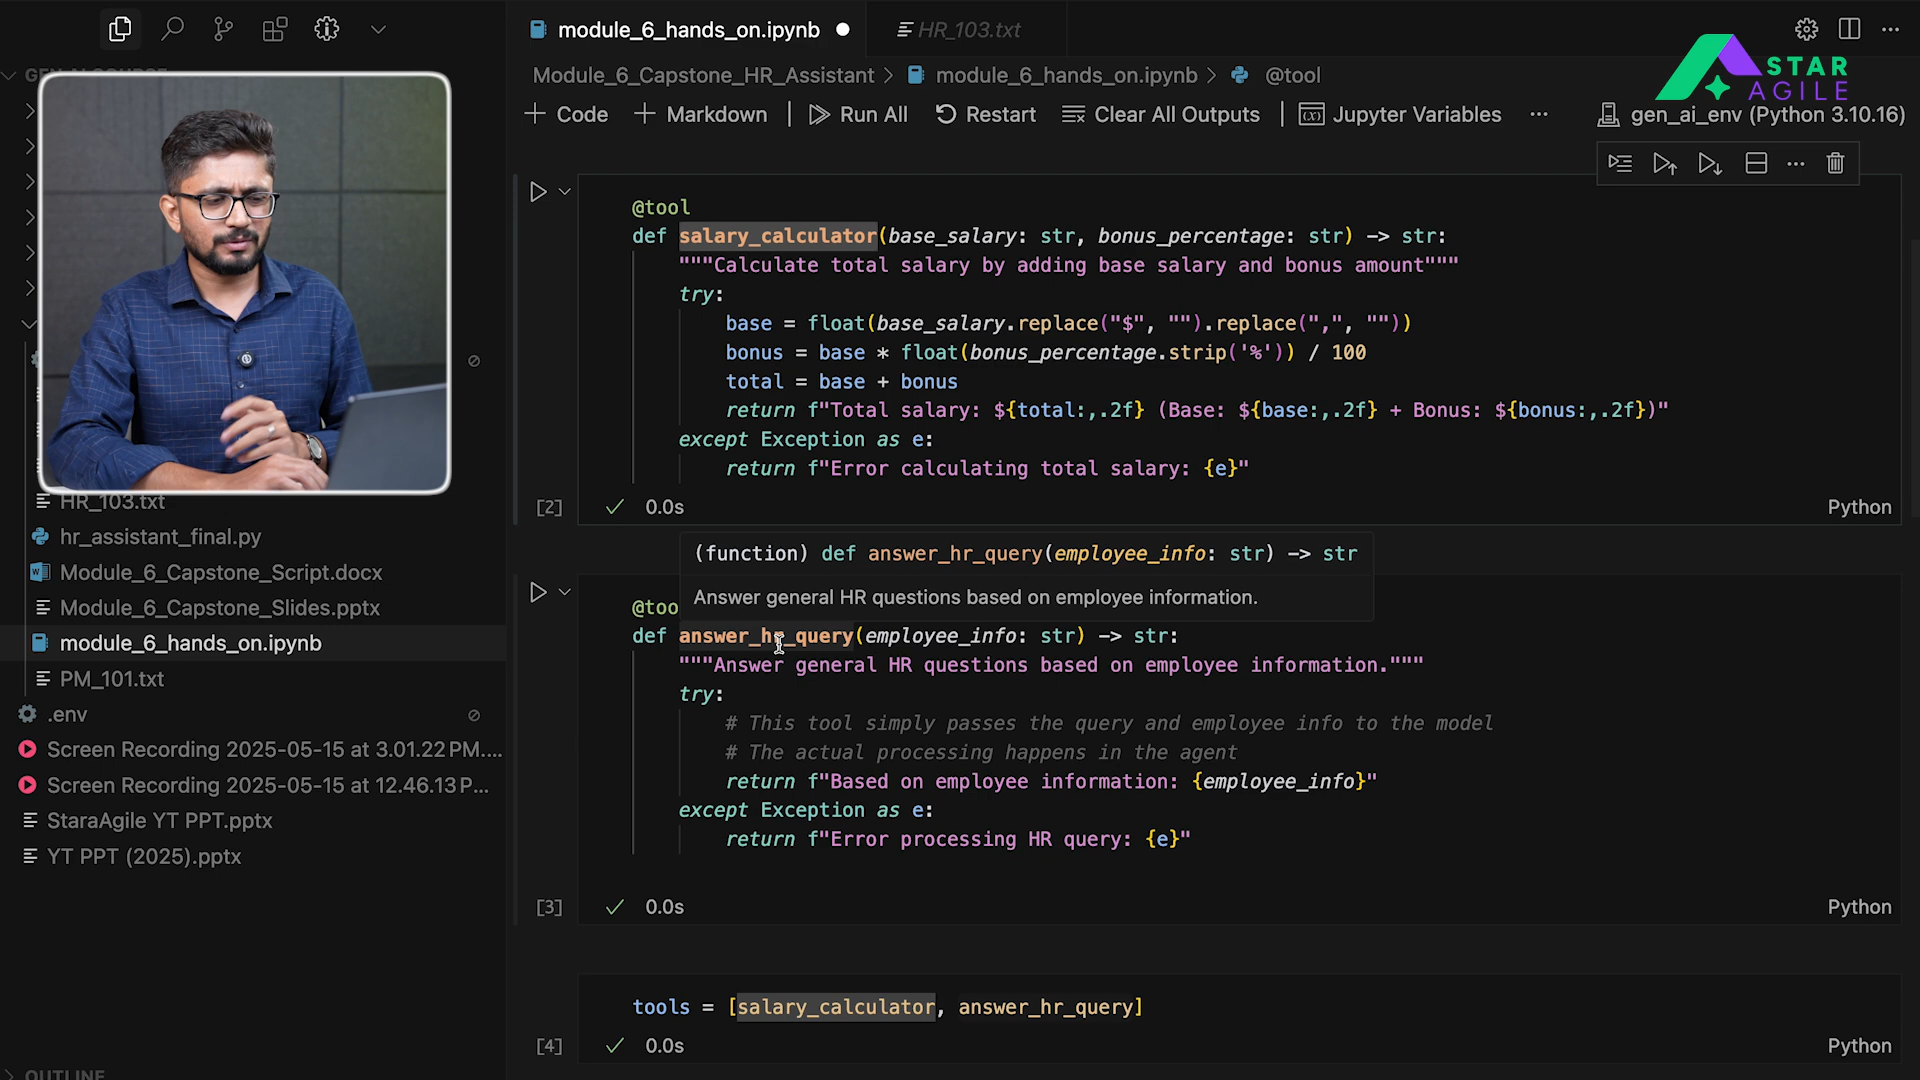 module_6_hands_on.ipynb
HR_103.txt
Module_6_Capstone_HR_Assistant > module_6_hands_on.ipynb > @tool
STAR
AGILE
+ Code + Markdown | Run All Restart Clear All Outputs | Jupyter Variables ... gen_ai_env (Python 3.10.16)
@tool
def salary_calculator(base_salary: str, bonus_percentage: str) -> str:
"""Calculate total salary by adding base salary and bonus amount"""
try:
base = float(base_salary.replace("$", "").replace(",", ""))
bonus = base * float(bonus_percentage.strip('%')) / 100
total = base + bonus
return f"Total salary: ${total:,.2f} (Base: ${base:,.2f} + Bonus: ${bonus:,.2f})"
except Exception as e:
return f"Error calculating total salary: {e}"
[2] ✓ 0.0s Python
(function) def answer_hr_query(employee_info: str) -> str
Answer general HR questions based on employee information.
@too
def answer_hr_query(employee_info: str) -> str:
"""Answer general HR questions based on employee information."""
try:
# This tool simply passes the query and employee info to the model
# The actual processing happens in the agent
return f"Based on employee information: {employee_info}"
except Exception as e:
return f"Error processing HR query: {e}"
[3] ✓ 0.0s Python
tools = [salary_calculator, answer_hr_query]
[4] ✓ 0.0s Python
HR_103.txt
hr_assistant_final.py
Module_6_Capstone_Script.docx
Module_6_Capstone_Slides.pptx
module_6_hands_on.ipynb
PM_101.txt
.env
Screen Recording 2025-05-15 at 3.01.22 PM....
Screen Recording 2025-05-15 at 12.46.13 P...
StaraAgile YT PPT.pptx
YT PPT (2025).pptx
OUTLINE